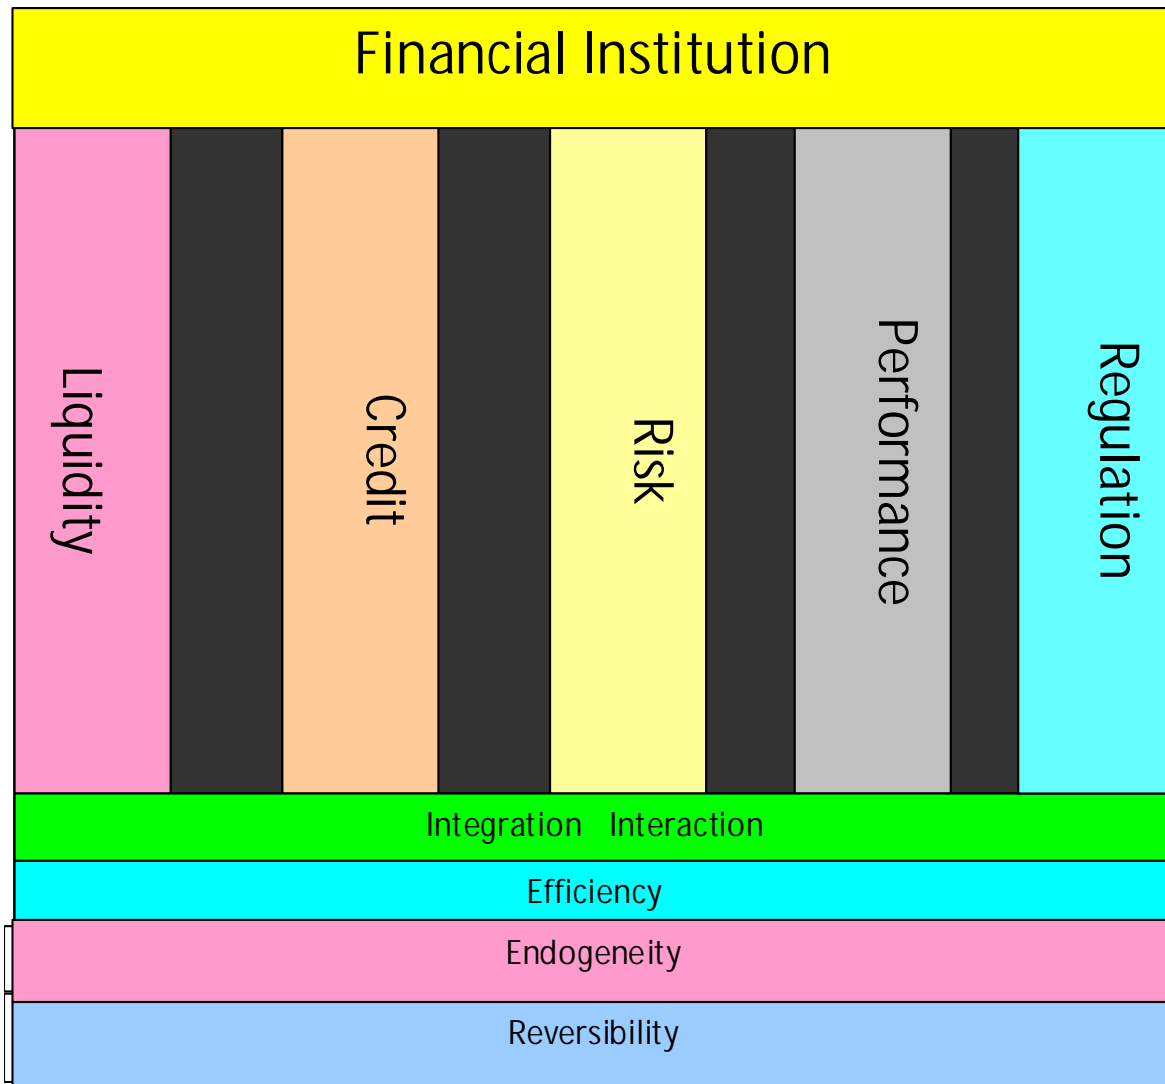 Financial Institution
Liquidity
Credit
Risk
Performance
Regulation
Integration Interaction
Efficiency
Endogeneity
Reversibility